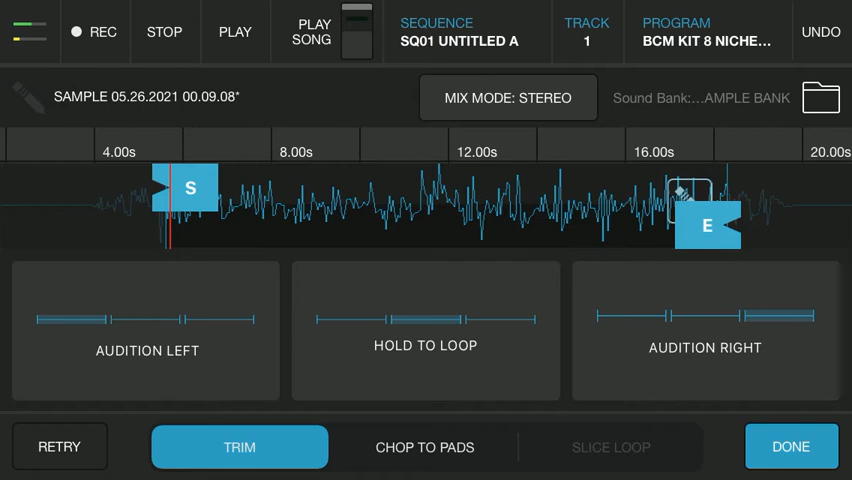 REC
STOP
PLAY
PLAY
SONG
SEQUENCE
SQ01 UNTITLED A
TRACK
1
PROGRAM
BCM KIT 8 NICHE...
UNDO
SAMPLE 05.26.2021 00.09.08*
MIX MODE: STEREO
Sound Bank:...AMPLE BANK
4.00s
8.00s
12.00s
16.00s
20.00s
S
E
AUDITION LEFT
HOLD TO LOOP
AUDITION RIGHT
RETRY
TRIM
CHOP TO PADS
SLICE LOOP
DONE